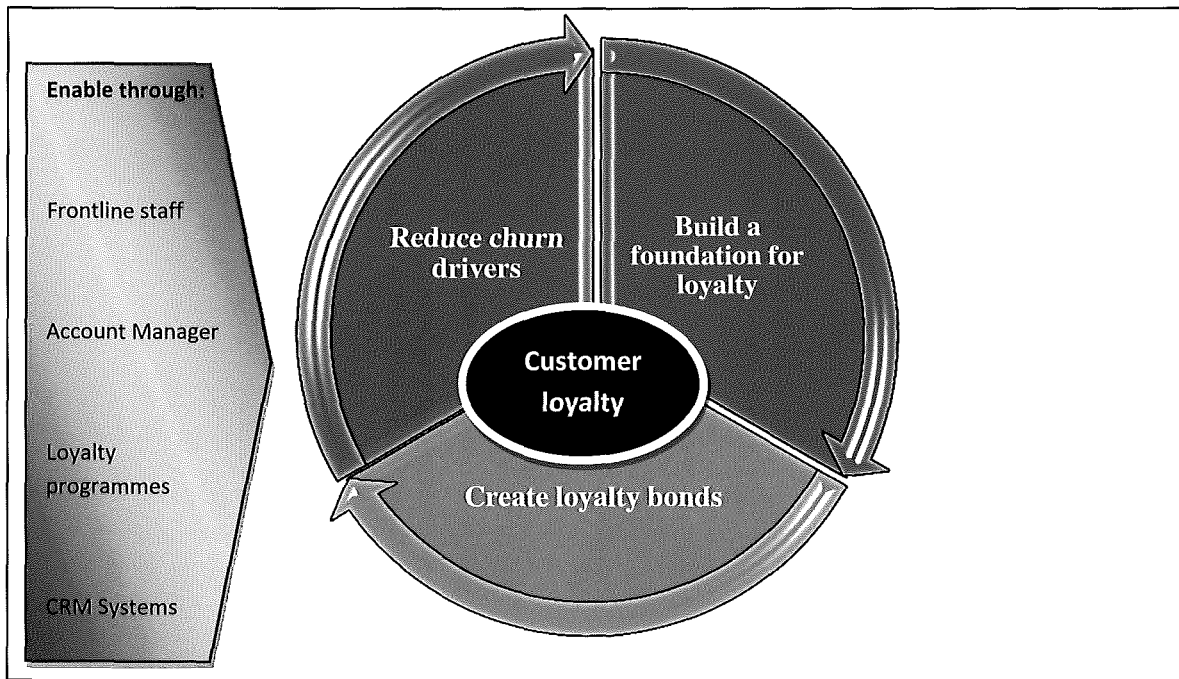 Enable through:
Frontline staff
Account Manager
Loyalty
programmes
CRM Systems
Reduce churn
drivers
Build a
foundation for
loyalty
Customer
loyalty
Create loyalty bonds